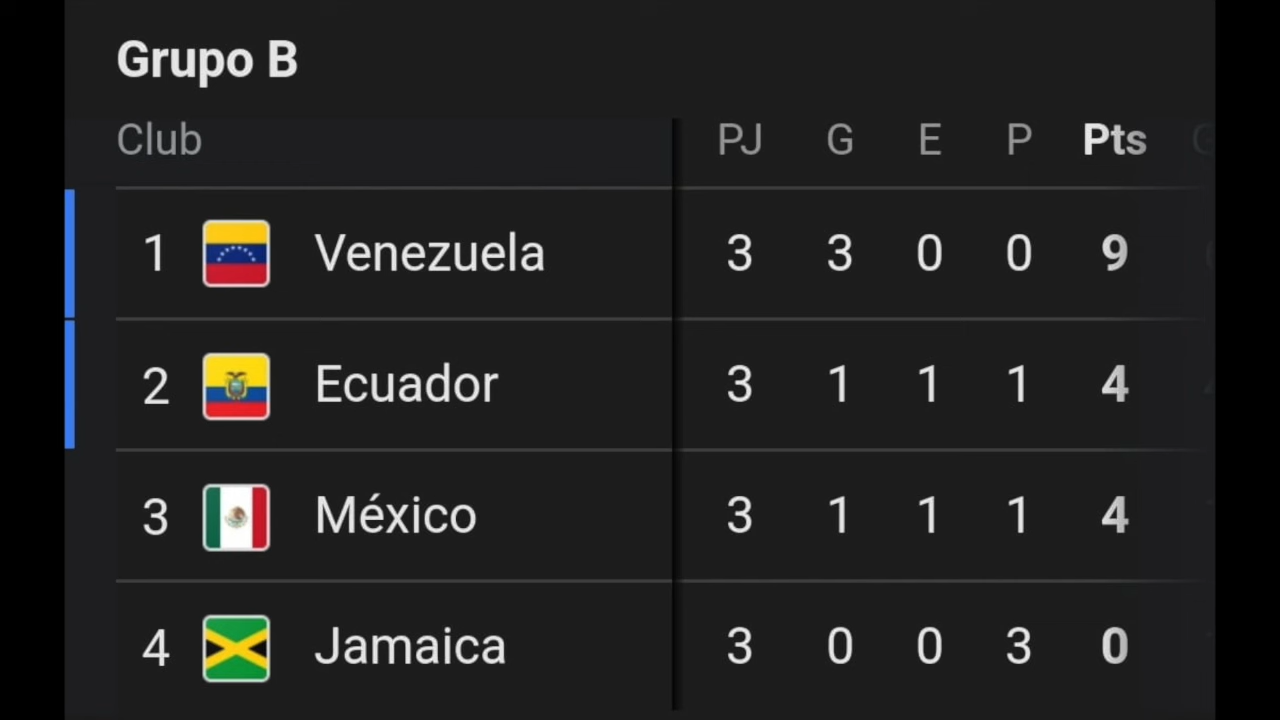 Grupo B
Club PJ G E P Pts
1 Venezuela 3 3 0 0 9
2 Ecuador 3 1 1 1 4
3 México 3 1 1 1 4
4 Jamaica 3 0 0 3 0